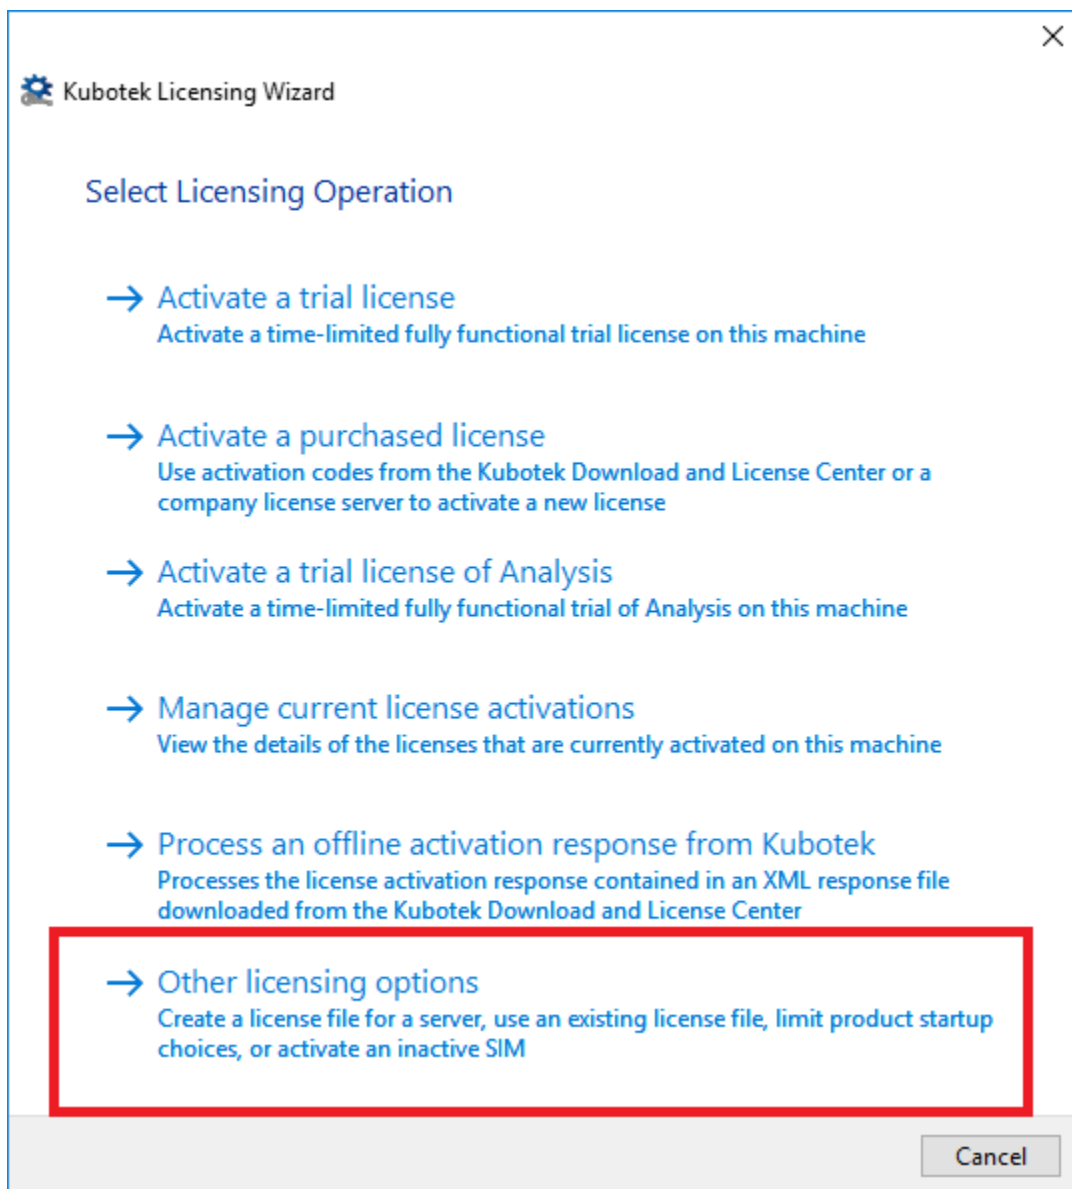 Kubotek Licensing Wizard
Select Licensing Operation
Activate a trial license
Activate a time-limited fully functional trial license on this machine
Activate a purchased license
Use activation codes from the Kubotek Download and License Center or a
company license server to activate a new license
Activate a trial license of Analysis
Activate a time-limited fully functional trial of Analysis on this machine
Manage current license activations
View the details of the licenses that are currently activated on this machine
Process an offline activation response from Kubotek
Processes the license activation response contained in an XML response file
downloaded from the Kubotek Download and License Center
Other licensing options
Create a license file for a server, use an existing license file, limit product startup
choices, or activate an inactive SIM
Cancel